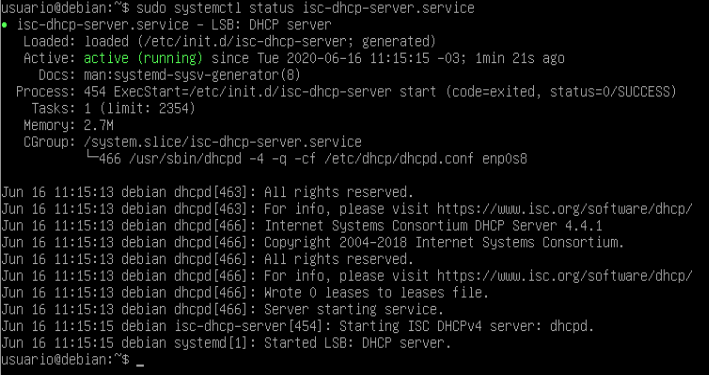 usuario@debian:~$ sudo systemctl status isc-dhcp-server.service
● isc-dhcp-server.service - LSB: DHCP server
   Loaded: loaded (/etc/init.d/isc-dhcp-server; generated)
   Active: active (running) since Tue 2020-06-16 11:15:15 -03; 1min 21s ago
     Docs: man:systemd-sysv-generator(8)
  Process: 454 ExecStart=/etc/init.d/isc-dhcp-server start (code=exited, status=0/SUCCESS)
    Tasks: 1 (limit: 2354)
   Memory: 2.7M
   CGroup: /system.slice/isc-dhcp-server.service
           └─466 /usr/sbin/dhcpd -4 -q -cf /etc/dhcp/dhcpd.conf enp0s8
Jun 16 11:15:13 debian dhcpd[463]: All rights reserved.
Jun 16 11:15:13 debian dhcpd[463]: For info, please visit https://www.isc.org/software/dhcp/
Jun 16 11:15:13 debian dhcpd[466]: Internet Systems Consortium DHCP Server 4.4.1
Jun 16 11:15:13 debian dhcpd[466]: Copyright 2004-2018 Internet Systems Consortium.
Jun 16 11:15:13 debian dhcpd[466]: All rights reserved.
Jun 16 11:15:13 debian dhcpd[466]: For info, please visit https://www.isc.org/software/dhcp/
Jun 16 11:15:13 debian dhcpd[466]: Wrote 0 leases to leases file.
Jun 16 11:15:13 debian dhcpd[466]: Server starting service.
Jun 16 11:15:15 debian isc-dhcp-server[454]: Starting ISC DHCPv4 server: dhcpd.
Jun 16 11:15:15 debian systemd[1]: Started LSB: DHCP server.
usuario@debian:~$ _